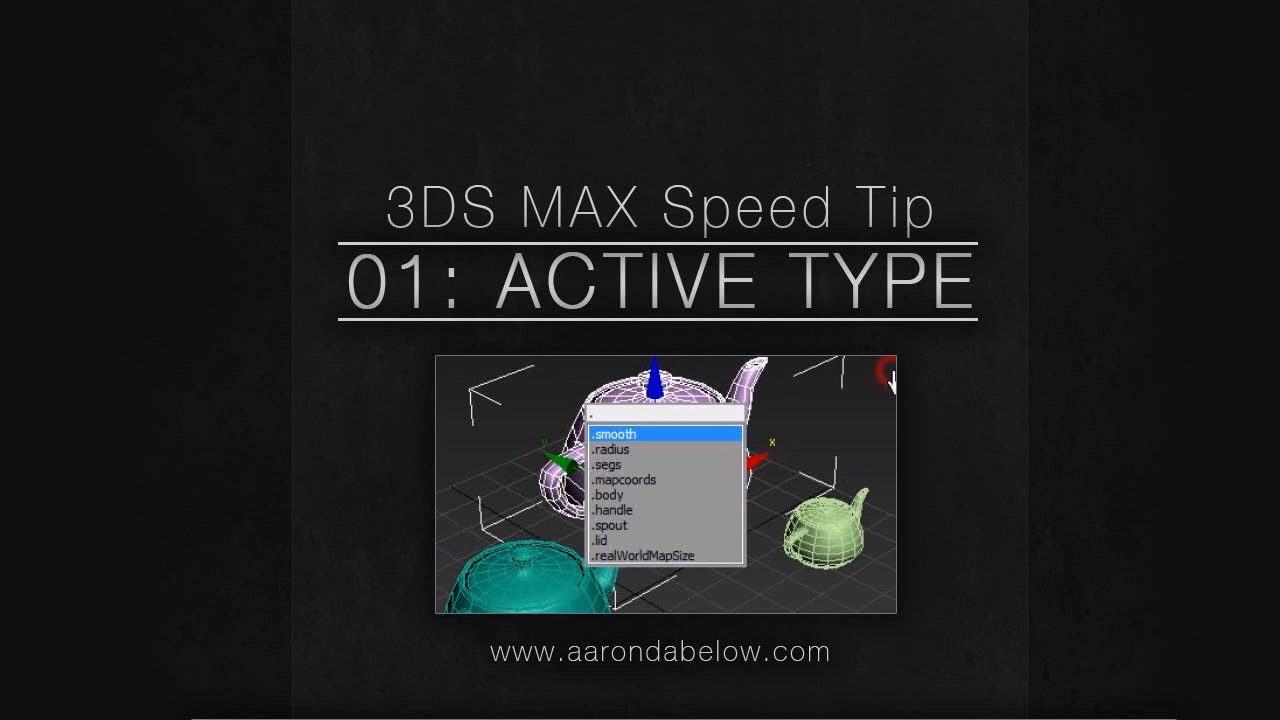 3DS MAX Speed Tip
01: ACTIVE TYPE
.
.smooth
.radius
.segs
.mapcoords
.body
.handle
.spout
.lid
.realWorldMapSize
y
x
www.aarondabelow.com